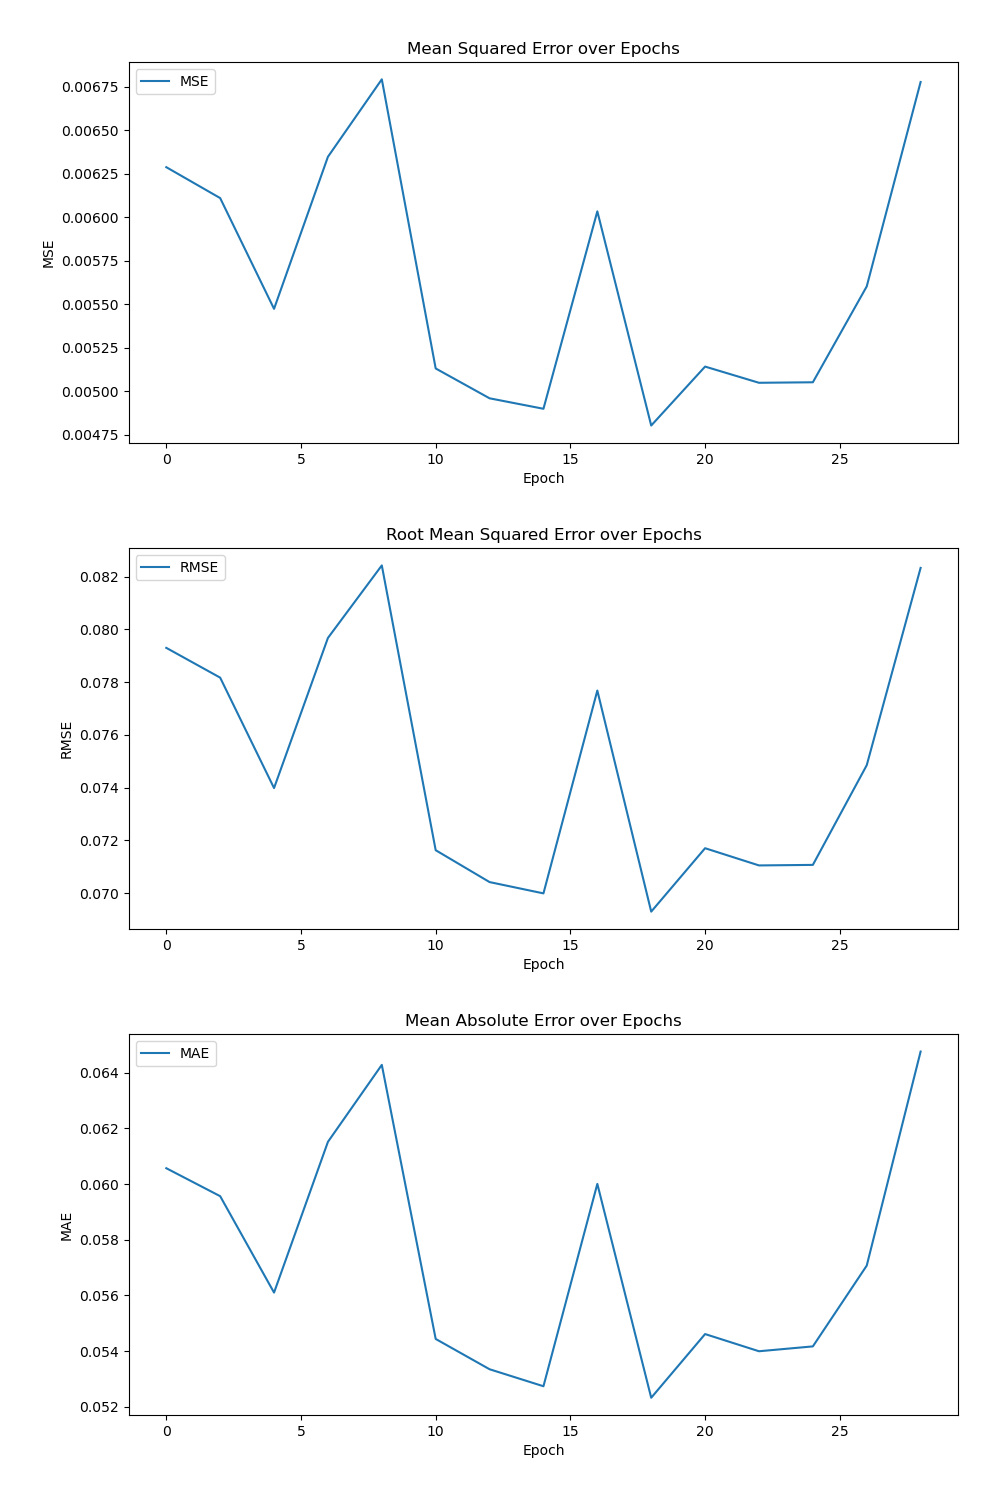 Mean Squared Error over Epochs
MSE
0.00675
0.00650
0.00625
0.00600
0.00575
0.00550
0.00525
0.00500
0.00475
MSE
0 5 10 15 20 25
Epoch
Root Mean Squared Error over Epochs
RMSE
0.082
0.080
0.078
0.076
0.074
0.072
0.070
RMSE
0 5 10 15 20 25
Epoch
Mean Absolute Error over Epochs
MAE
0.064
0.062
0.060
0.058
0.056
0.054
0.052
MAE
0 5 10 15 20 25
Epoch